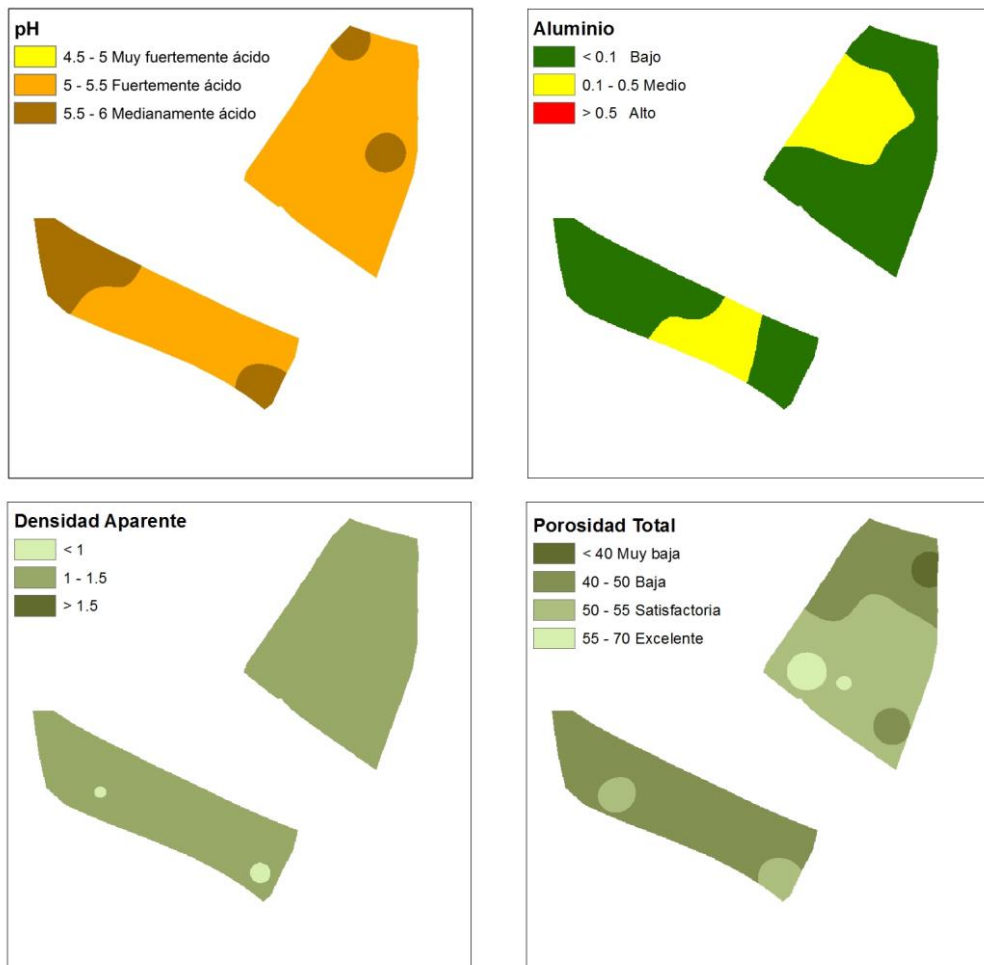 pH
4.5 - 5 Muy fuertemente ácido
5 - 5.5 Fuertemente ácido
5.5 - 6 Medianamente ácido
Aluminio
< 0.1 Bajo
0.1 - 0.5 Medio
> 0.5 Alto
Densidad Aparente
< 1
1 - 1.5
> 1.5
Porosidad Total
< 40 Muy baja
40 - 50 Baja
50 - 55 Satisfactoria
55 - 70 Excelente